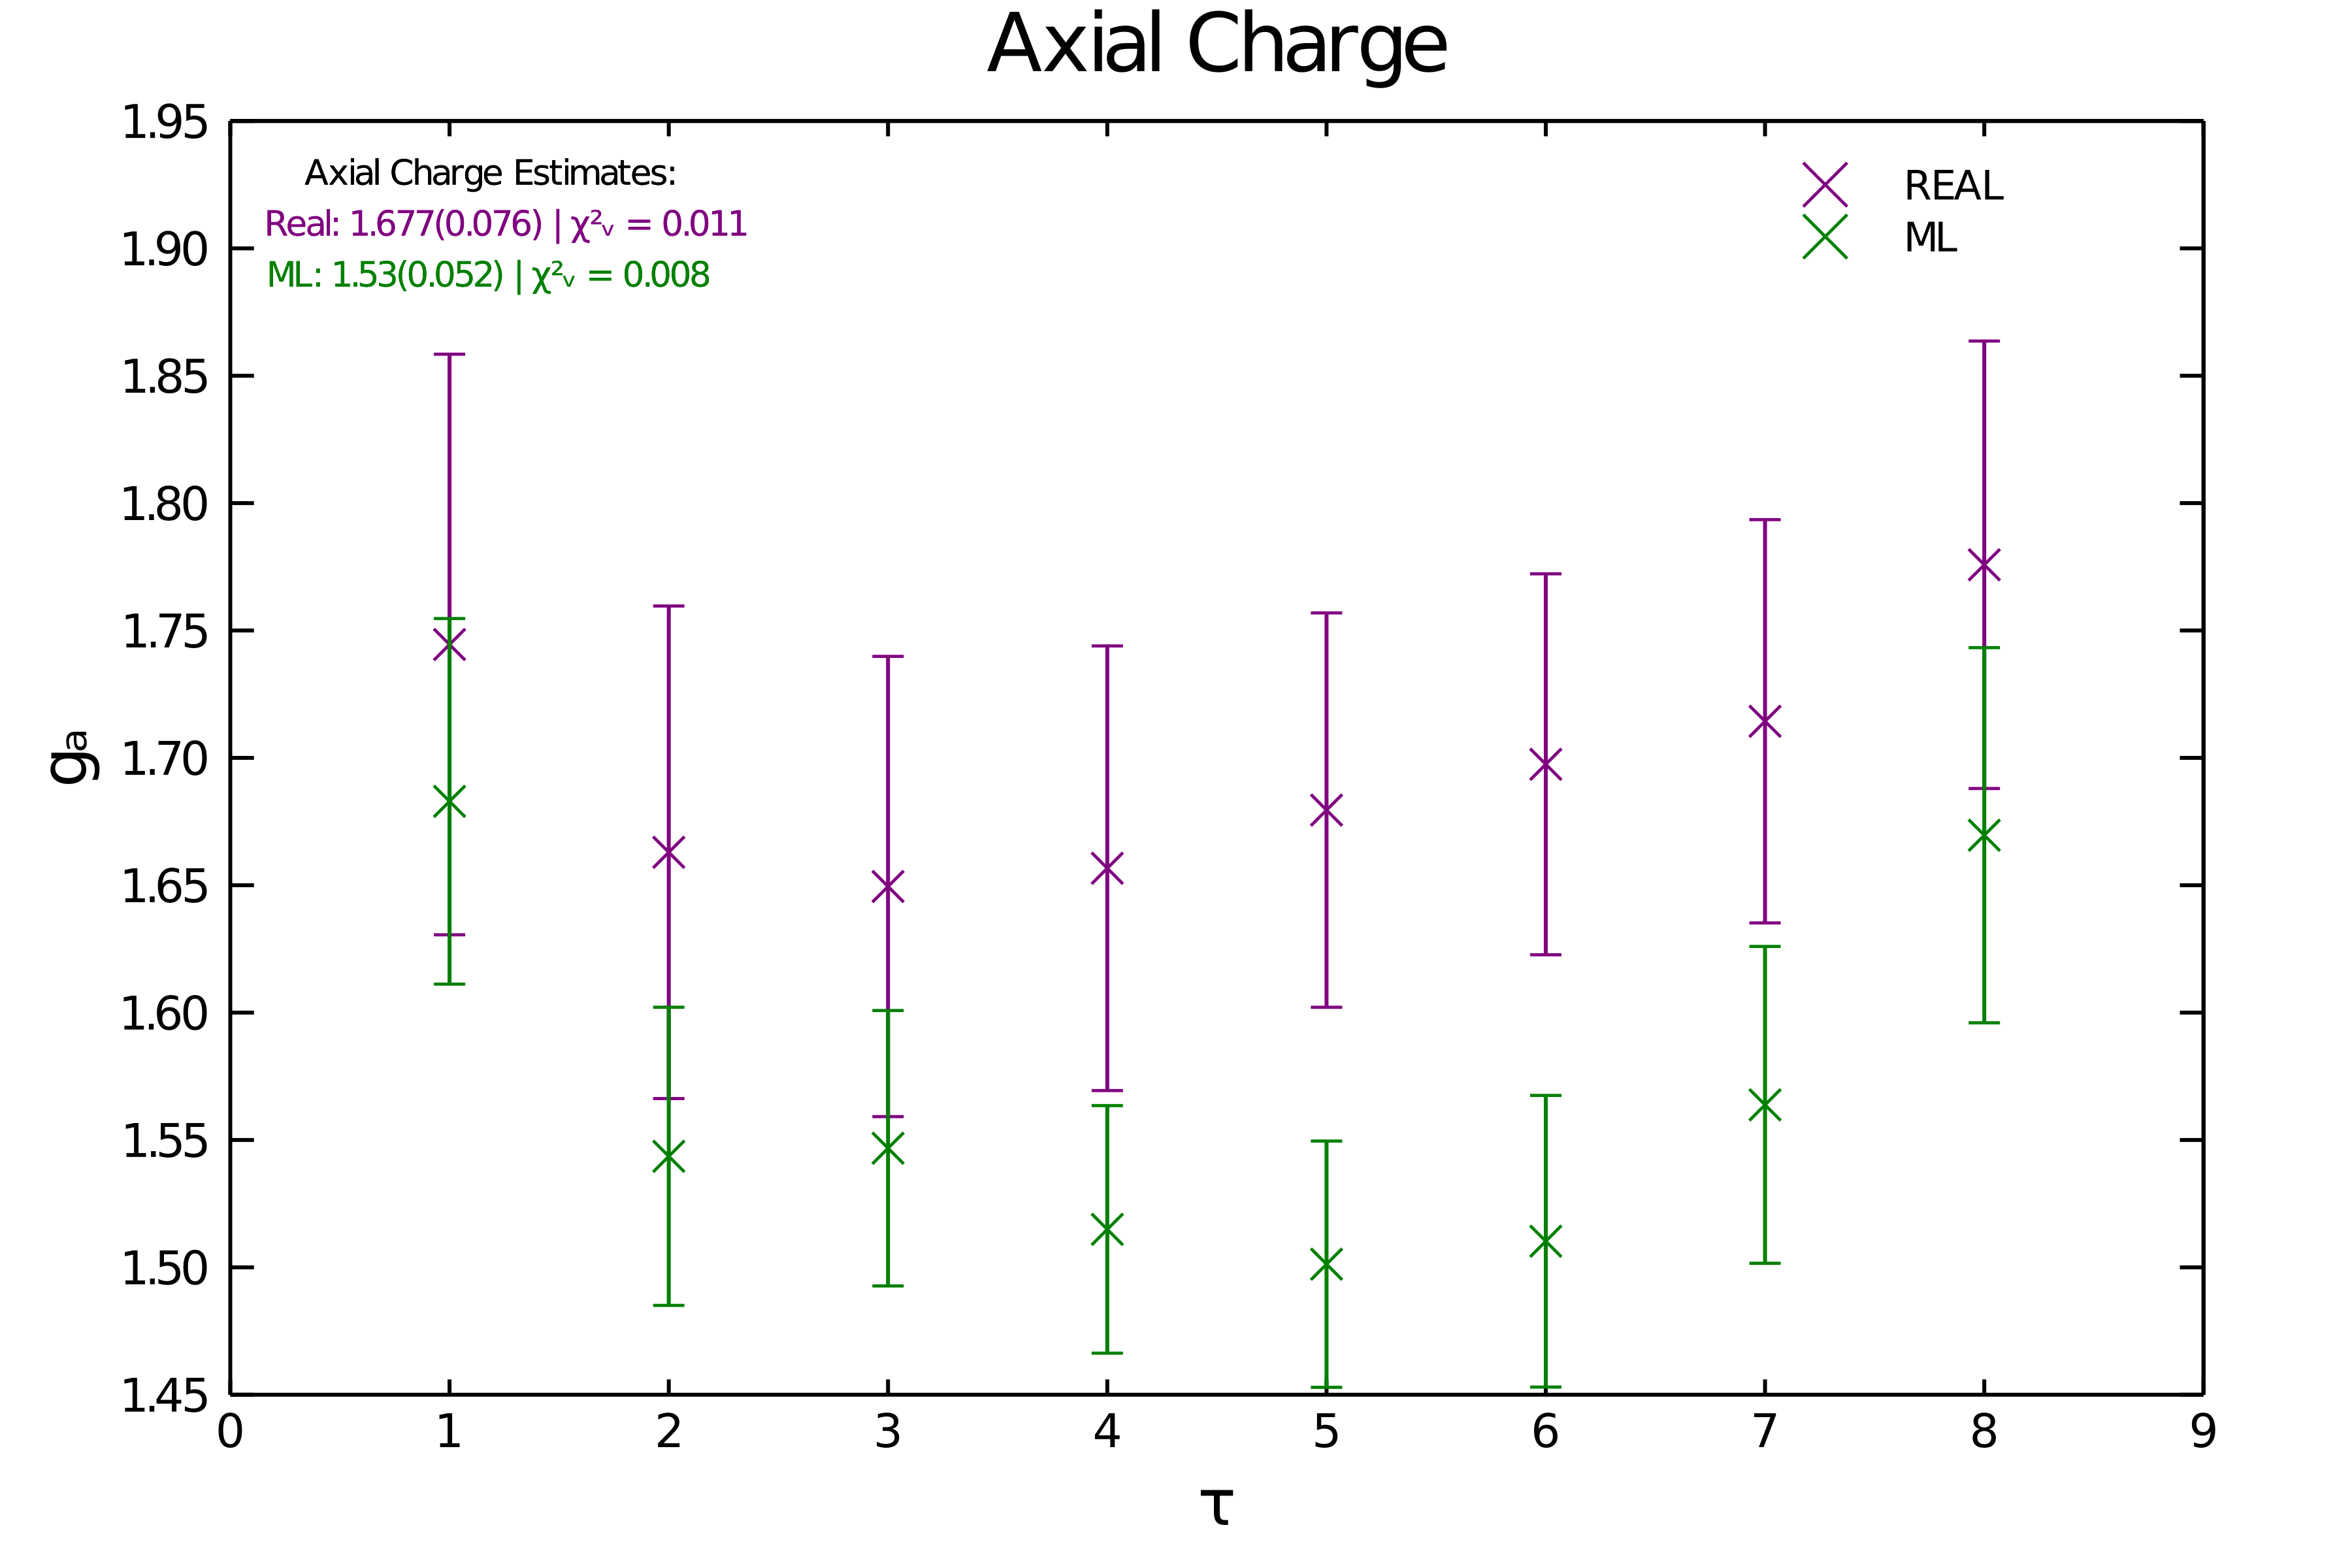 Axial Charge
Axial Charge Estimates:
Real: 1.677(0.076) | χ²ᵥ = 0.011
ML: 1.53(0.052) | χ²ᵥ = 0.008
REAL
ML
1.95
1.90
1.85
1.80
1.75
1.70
1.65
1.60
1.55
1.50
1.45
gₐ
0 1 2 3 4 5 6 7 8 9
τ